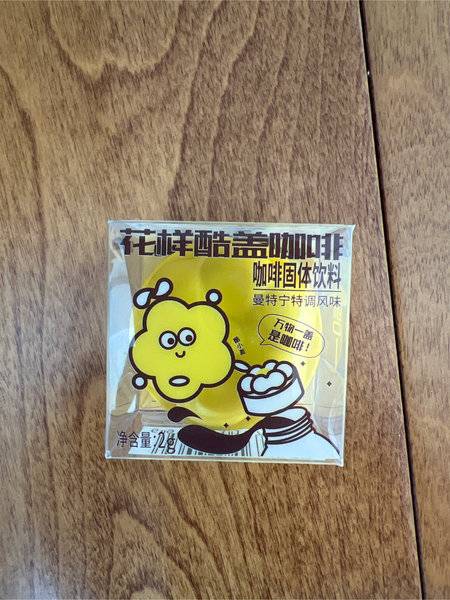 花样酷盖咖啡
咖啡固体饮料
曼特宁特调风味
万物一盖
是咖啡!
净含量:2g